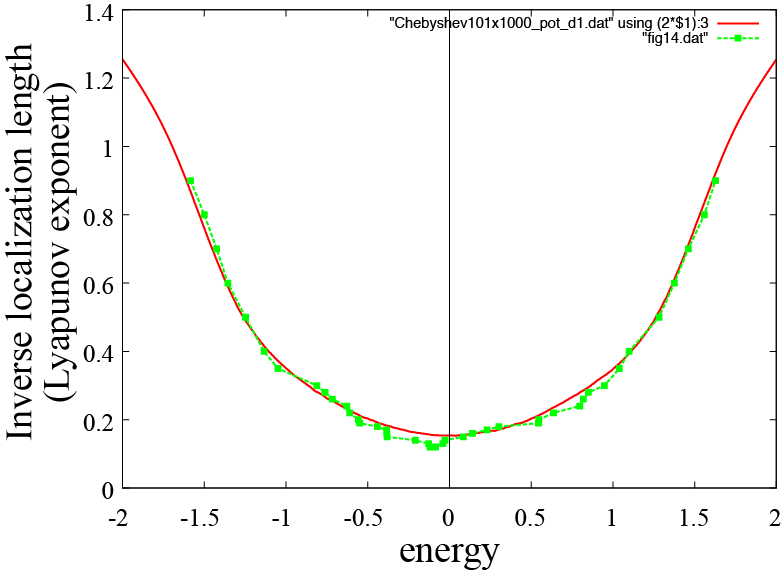 "Chebyshev101x1000_pot_d1.dat" using (2*$1):3
"fig14.dat"
Inverse localization length
(Lyapunov exponent)
1.4
1.2
1
0.8
0.6
0.4
0.2
0
-2 -1.5 -1 -0.5 0 0.5 1 1.5 2
energy